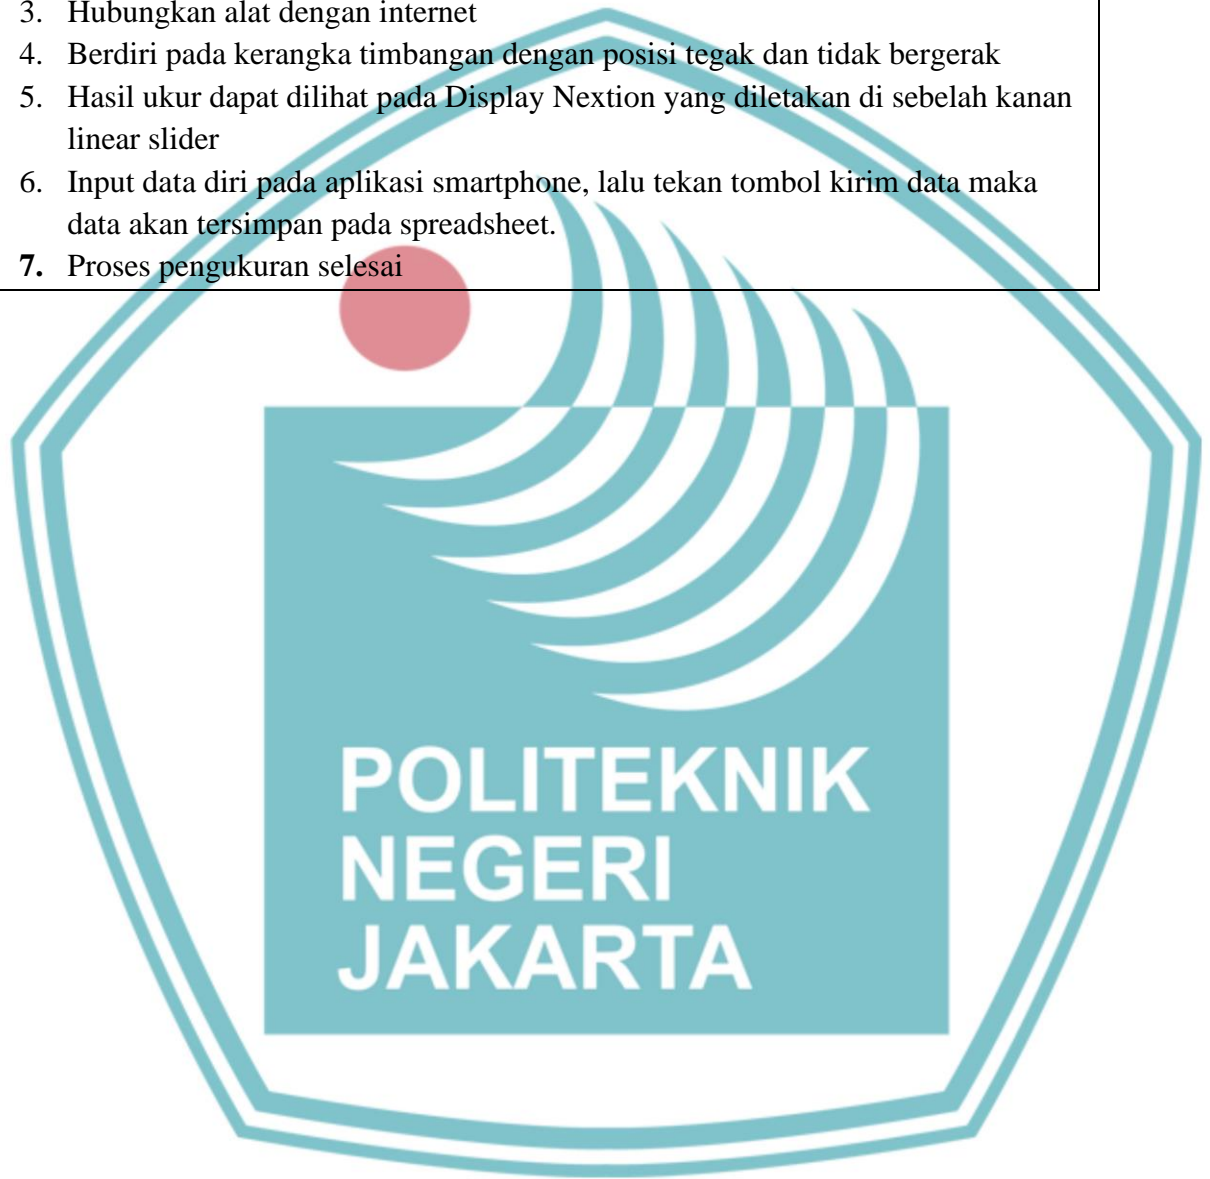 3. Hubungkan alat dengan internet
4. Berdiri pada kerangka timbangan dengan posisi tegak dan tidak bergerak
5. Hasil ukur dapat dilihat pada Display Nextion yang diletakan di sebelah kanan
linear slider
6. Input data diri pada aplikasi smartphone, lalu tekan tombol kirim data maka
data akan tersimpan pada spreadsheet.
7. Proses pengukuran selesai
POLITEKNIK
NEGERI
JAKARTA